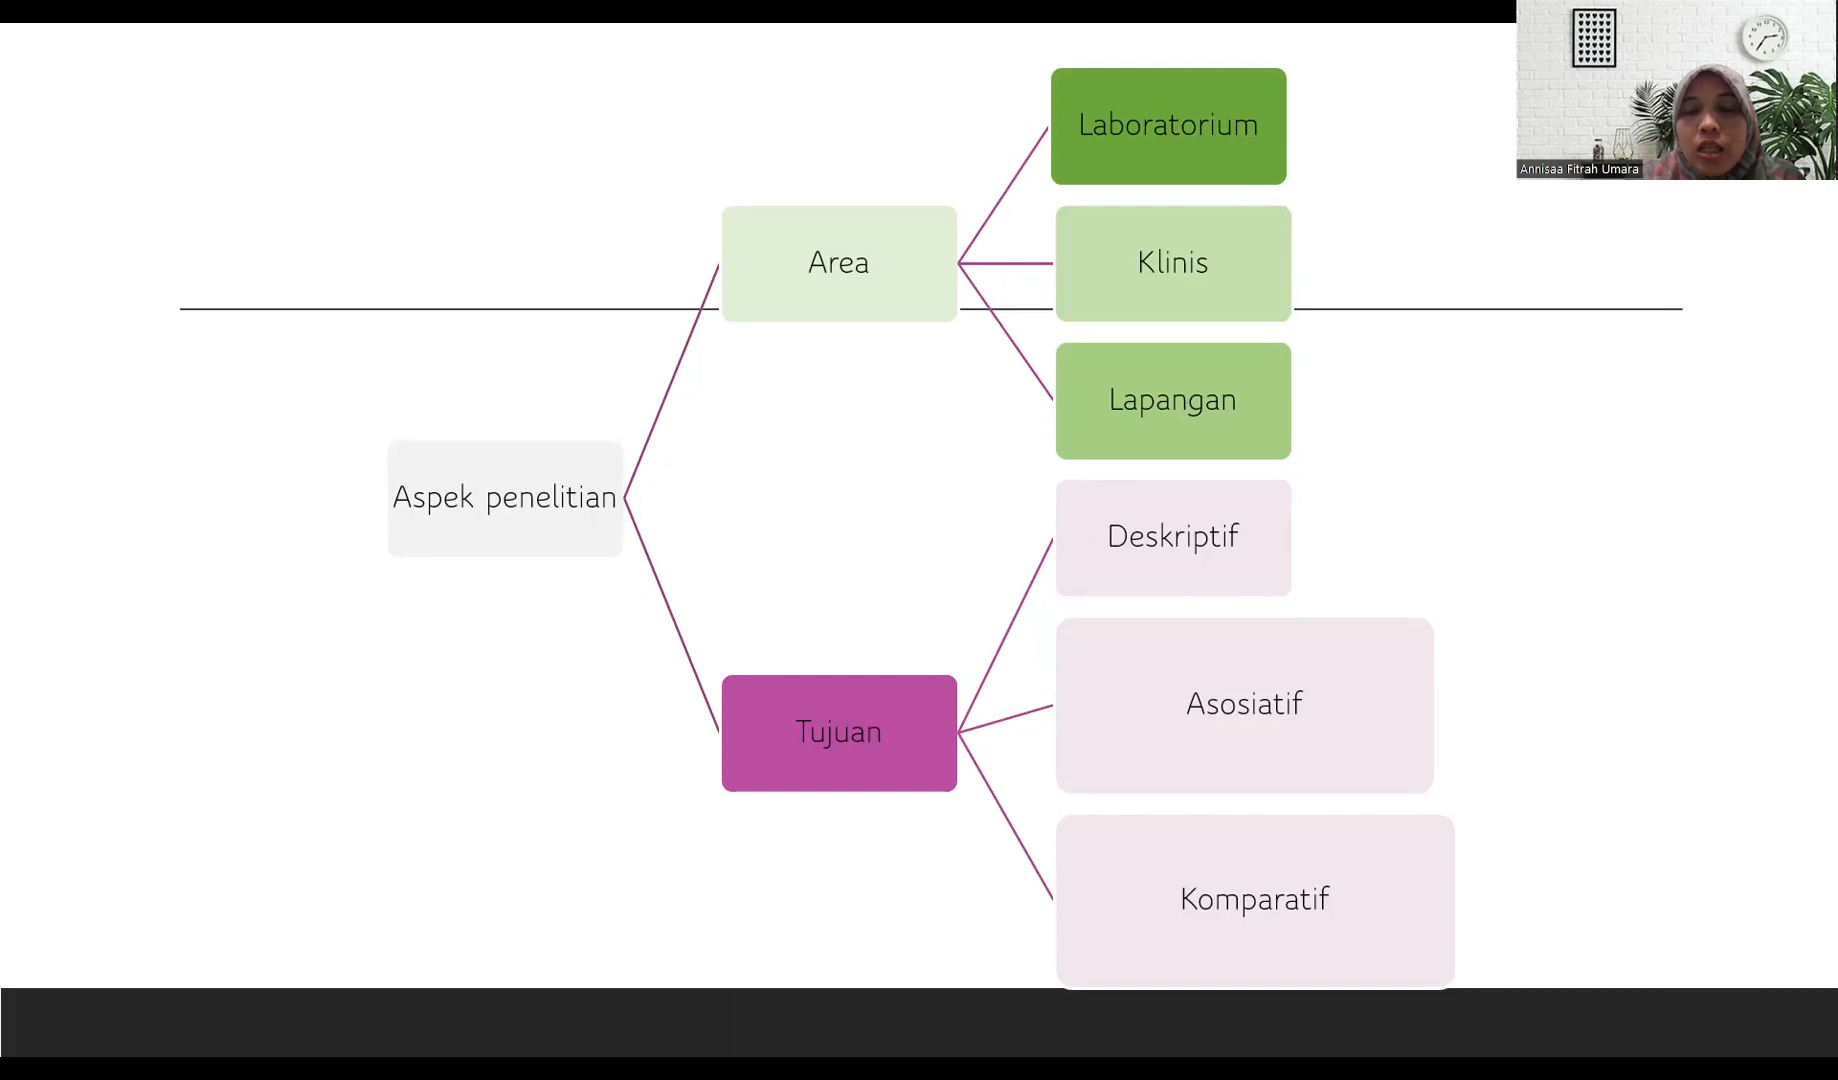 Laboratorium
Area
Klinis
Lapangan
Aspek penelitian
Deskriptif
Asosiatif
Tujuan
Komparatif
Annisaa Fitrah Umara